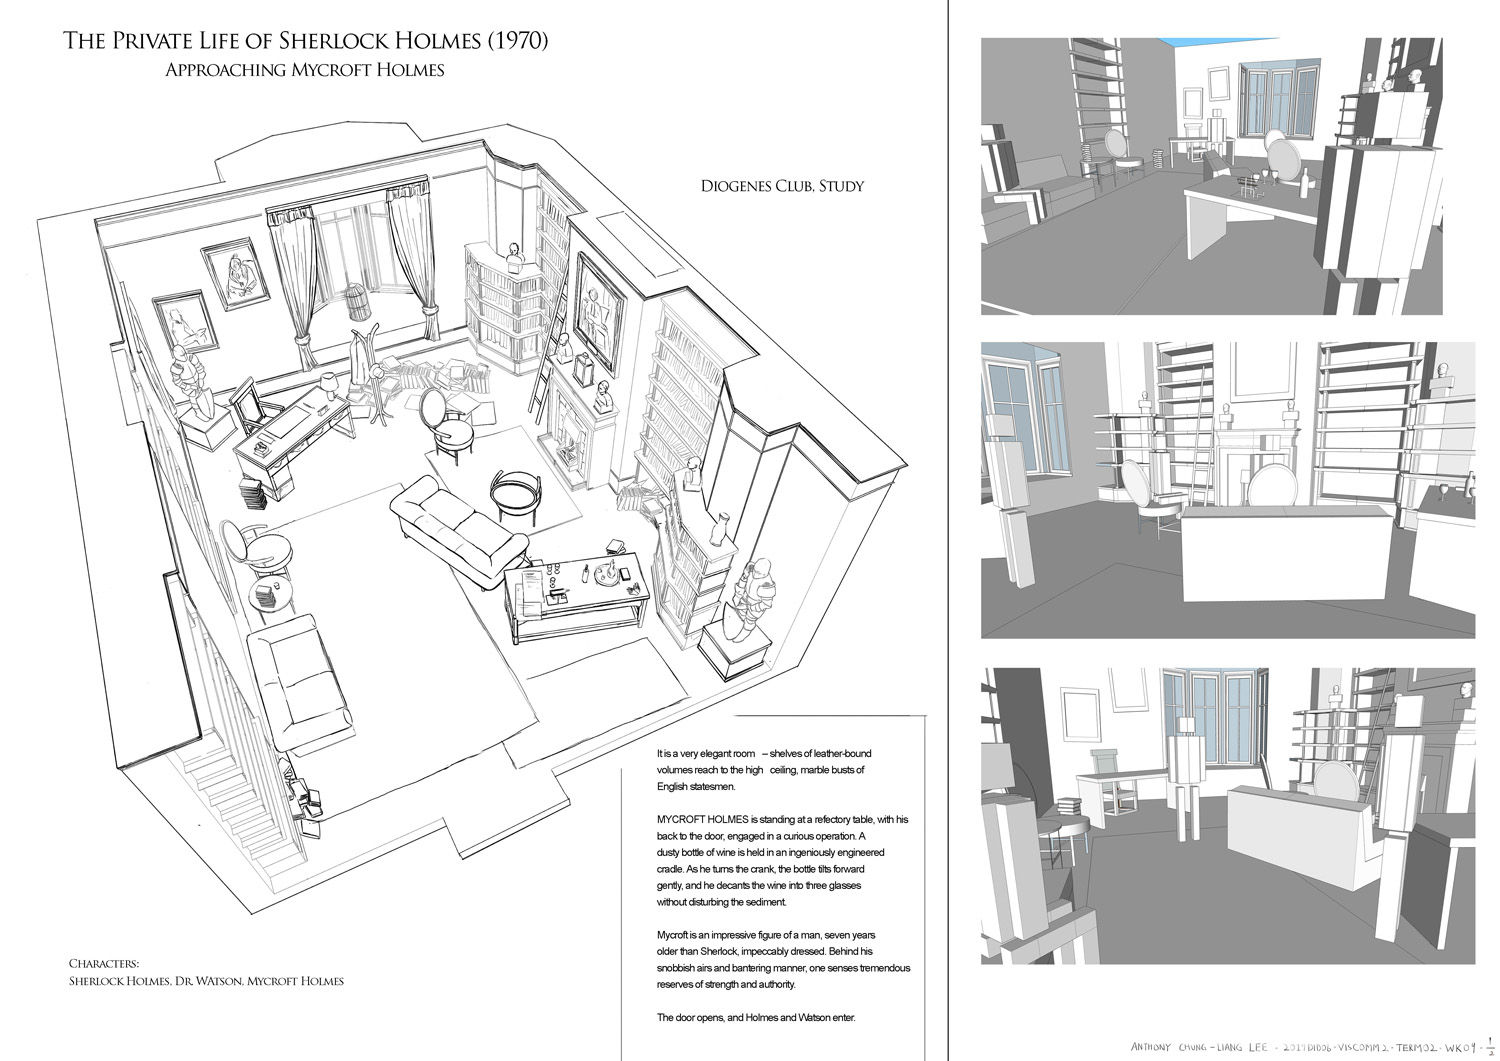 THE PRIVATE LIFE OF SHERLOCK HOLMES (1970)
APPROACHING MYCROFT HOLMES
DIOGENES CLUB, STUDY
It is a very elegant room – shelves of leather-bound
volumes reach to the high ceiling, marble busts of
English statesmen.
MYCROFT HOLMES is standing at a refectory table, with his
back to the door, engaged in a curious operation. A
dusty bottle of wine is held in an ingeniously engineered
cradle. As he turns the crank, the bottle tilts forward
gently, and he decants the wine into three glasses
without disturbing the sediment.
Mycroft is an impressive figure of a man, seven years
older than Sherlock, impeccably dressed. Behind his
snobbish airs and bantering manner, one senses tremendous
reserves of strength and authority.
The door opens, and Holmes and Watson enter.
CHARACTERS:
SHERLOCK HOLMES, DR. WATSON, MYCROFT HOLMES
ANTHONY CHUNG-LIANG LEE - VISCOMM2 - TERM02 - WK04 - 1/2